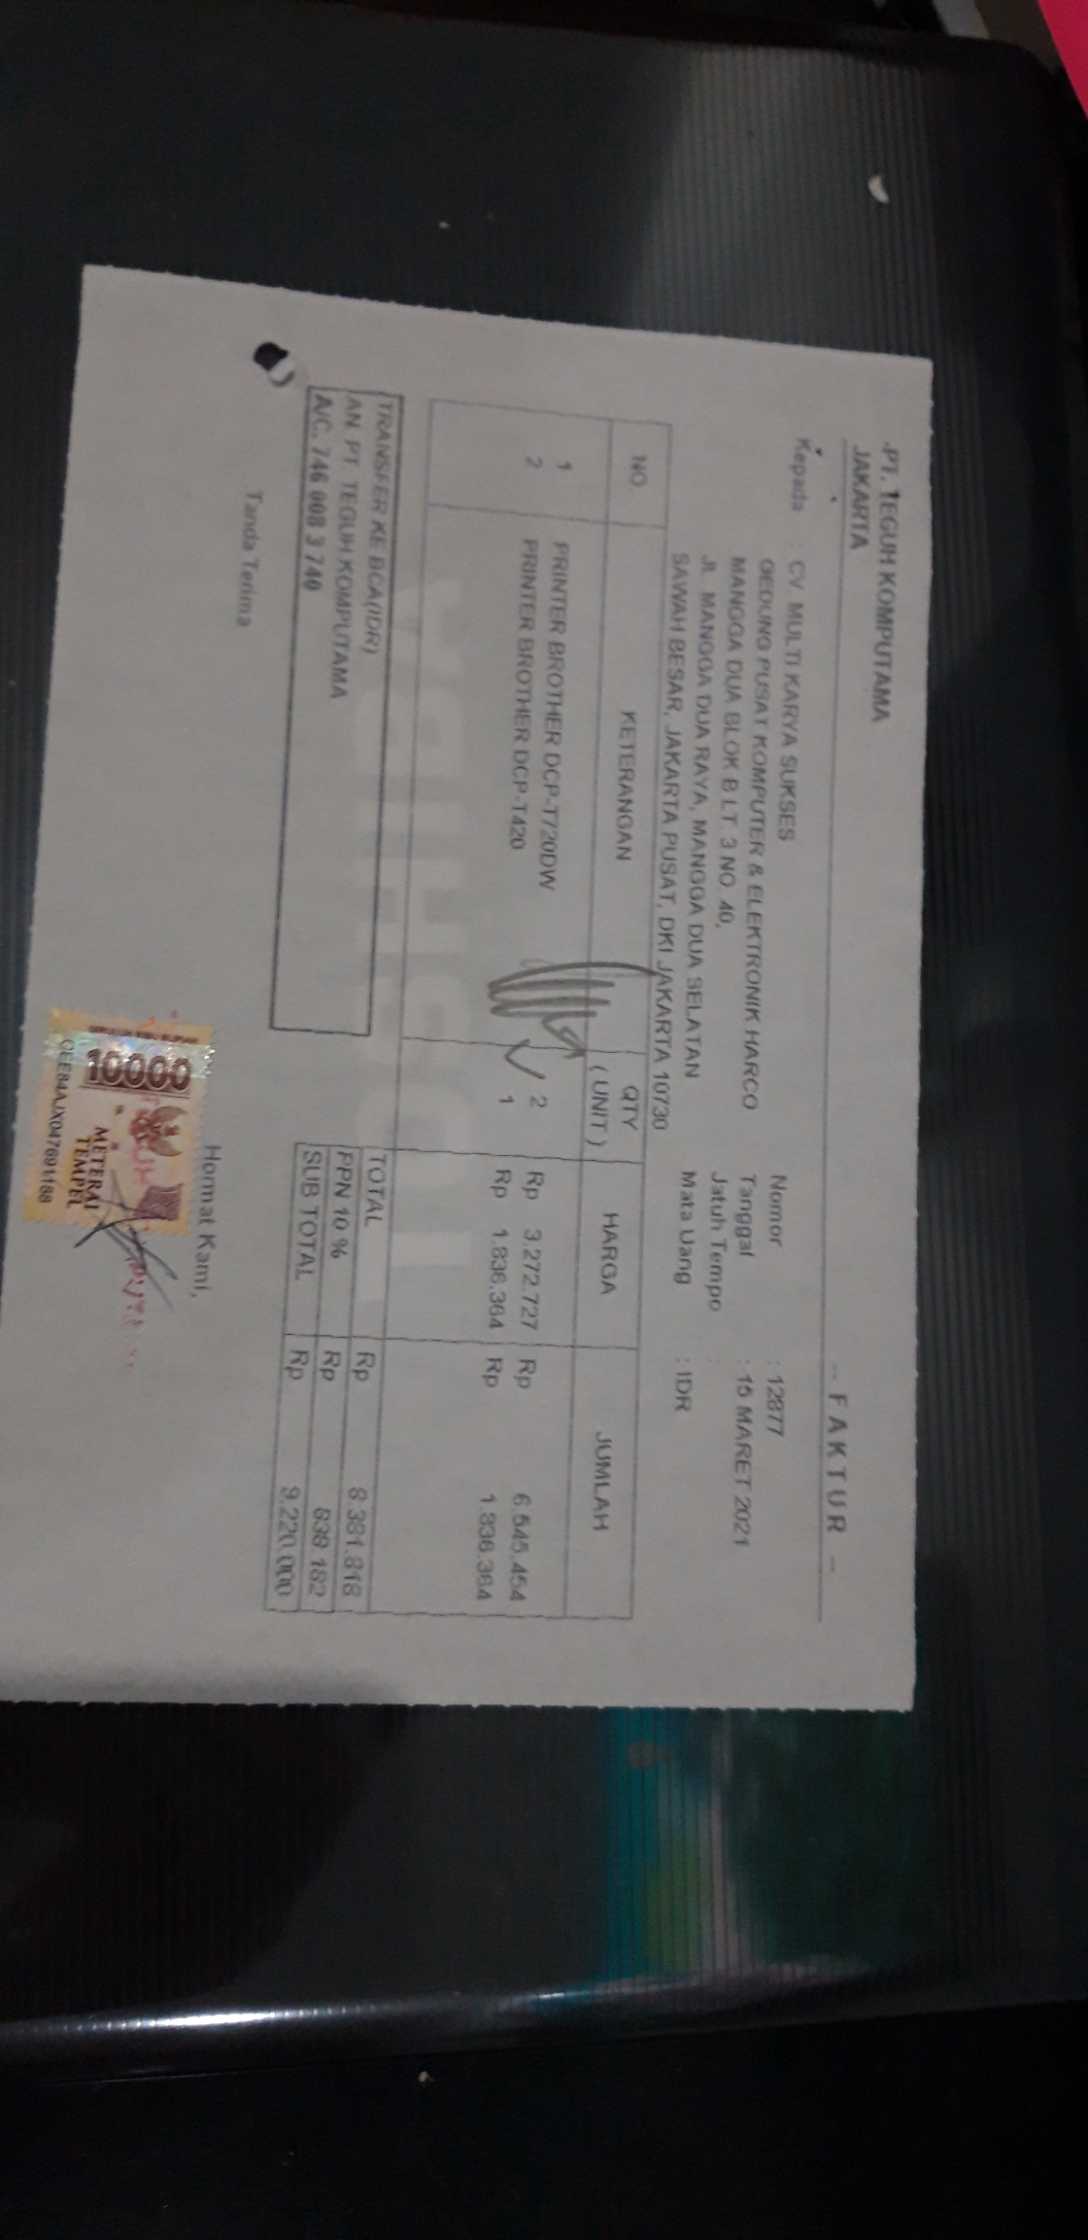 PT. TEGUH KOMPUTAMA
JAKARTA
-- F A K T U R --
Kepada : CV. MULTI KARYA SUKSES
GEDUNG PUSAT KOMPUTER & ELEKTRONIK HARCO
MANGGA DUA BLOK B LT. 3 NO. 40,
JL. MANGGA DUA RAYA, MANGGA DUA SELATAN
SAWAH BESAR, JAKARTA PUSAT, DKI JAKARTA 10730
Nomor : 12877
Tanggal : 15 MARET 2021
Jatuh Tempo :
Mata Uang : IDR
NO. KETERANGAN QTY ( UNIT ) HARGA JUMLAH
1 PRINTER BROTHER DCP-T720DW 2 Rp 3.272.727 Rp 6.545.454
2 PRINTER BROTHER DCP-T420 1 Rp 1.836.364 Rp 1.836.364
TOTAL Rp 8.381.818
PPN 10 % Rp 838.182
SUB TOTAL Rp 9.220.000
TRANSFER KE BCA(IDR)
AN. PT. TEGUH KOMPUTAMA
A/C. 746 008 3 740
Tanda Terima
Hormat Kami,
10000
METERAI
TEMPEL